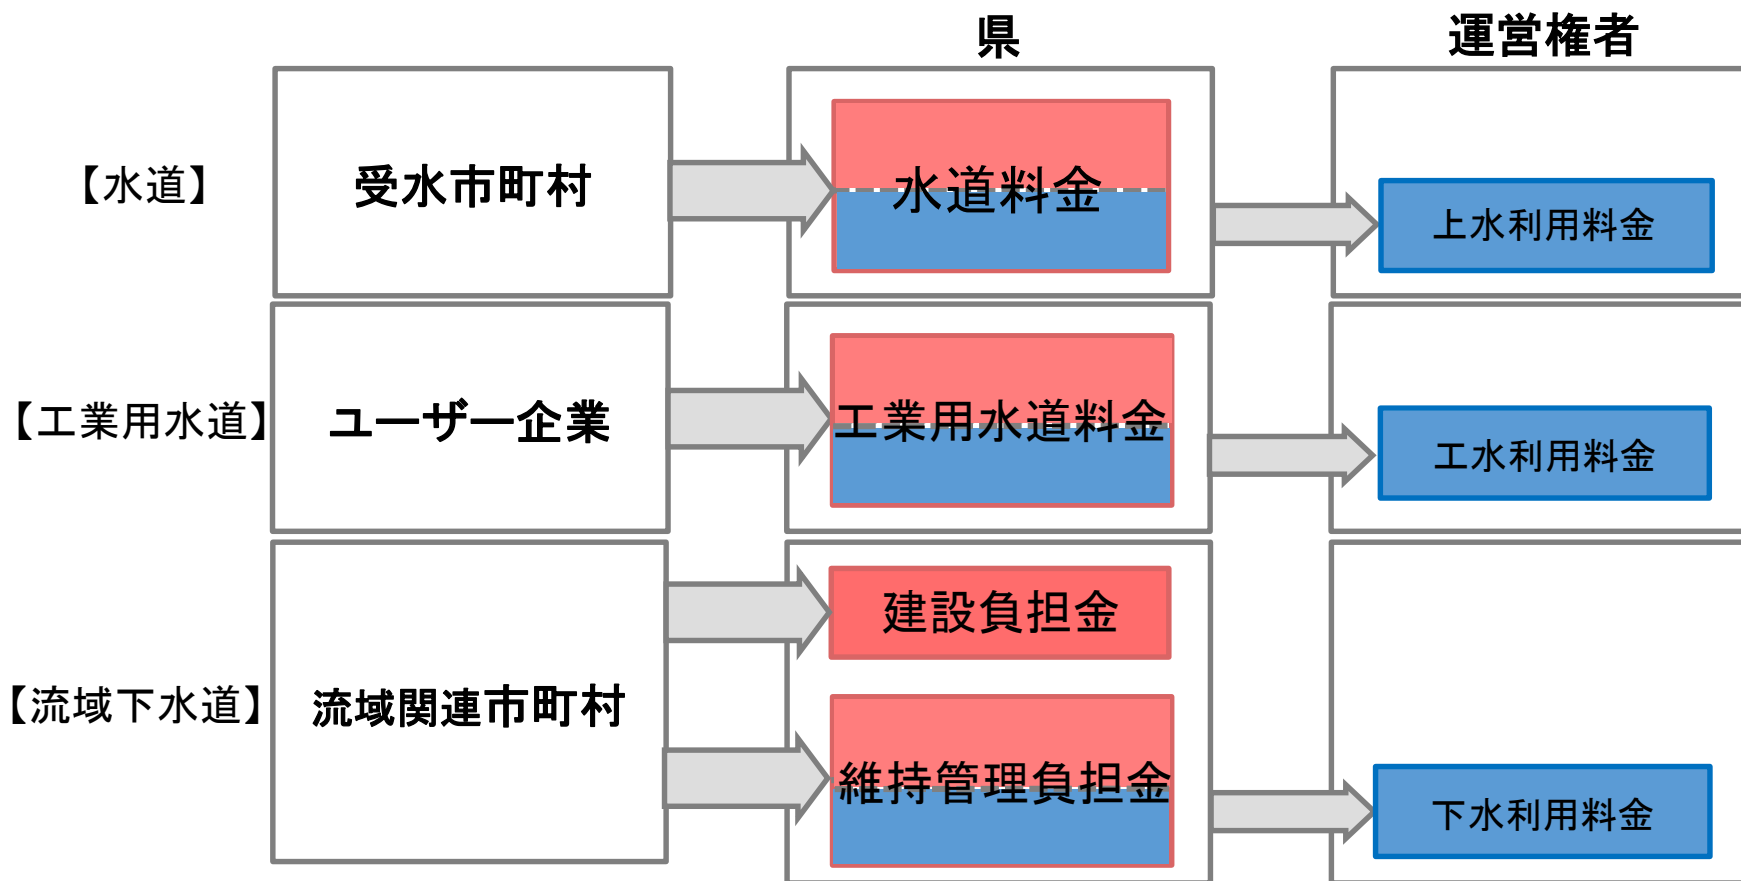 県
運営権者
【水道】
受水市町村
水道料金
上水利用料金
【工業用水道】
ユーザー企業
工業用水道料金
工水利用料金
【流域下水道】
流域関連市町村
建設負担金
維持管理負担金
下水利用料金